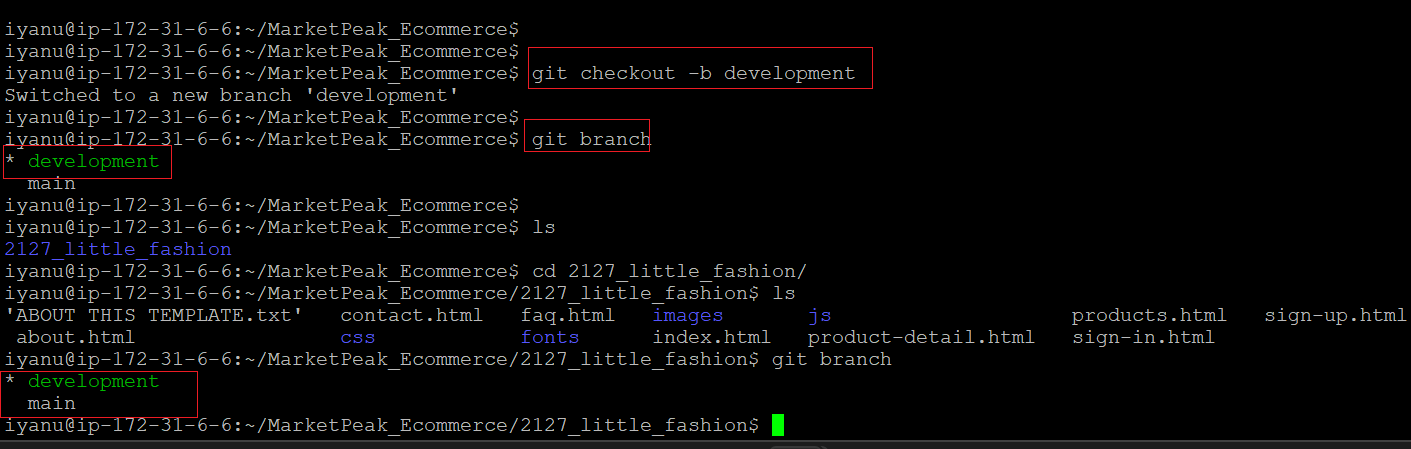 iyanu@ip-172-31-6-6:~/MarketPeak_Ecommerce$
iyanu@ip-172-31-6-6:~/MarketPeak_Ecommerce$
iyanu@ip-172-31-6-6:~/MarketPeak_Ecommerce$ git checkout -b development
Switched to a new branch 'development'
iyanu@ip-172-31-6-6:~/MarketPeak_Ecommerce$
iyanu@ip-172-31-6-6:~/MarketPeak_Ecommerce$ git branch
* development
  main
iyanu@ip-172-31-6-6:~/MarketPeak_Ecommerce$
iyanu@ip-172-31-6-6:~/MarketPeak_Ecommerce$ ls
2127_little_fashion
iyanu@ip-172-31-6-6:~/MarketPeak_Ecommerce$ cd 2127_little_fashion/
iyanu@ip-172-31-6-6:~/MarketPeak_Ecommerce/2127_little_fashion$ ls
'ABOUT THIS TEMPLATE.txt'   contact.html   faq.html   images       js                    products.html   sign-up.html
 about.html                 css            fonts      index.html   product-detail.html   sign-in.html
iyanu@ip-172-31-6-6:~/MarketPeak_Ecommerce/2127_little_fashion$ git branch
* development
  main
iyanu@ip-172-31-6-6:~/MarketPeak_Ecommerce/2127_little_fashion$